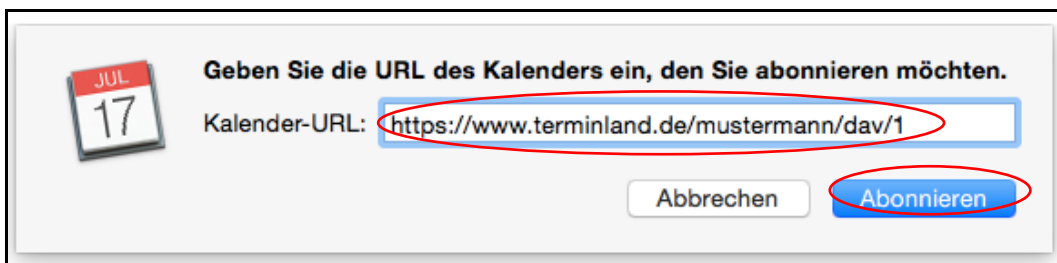 JUL
17
Geben Sie die URL des Kalenders ein, den Sie abonnieren möchten.
Kalender-URL: https://www.terminland.de/mustermann/dav/1
Abbrechen Abonnieren